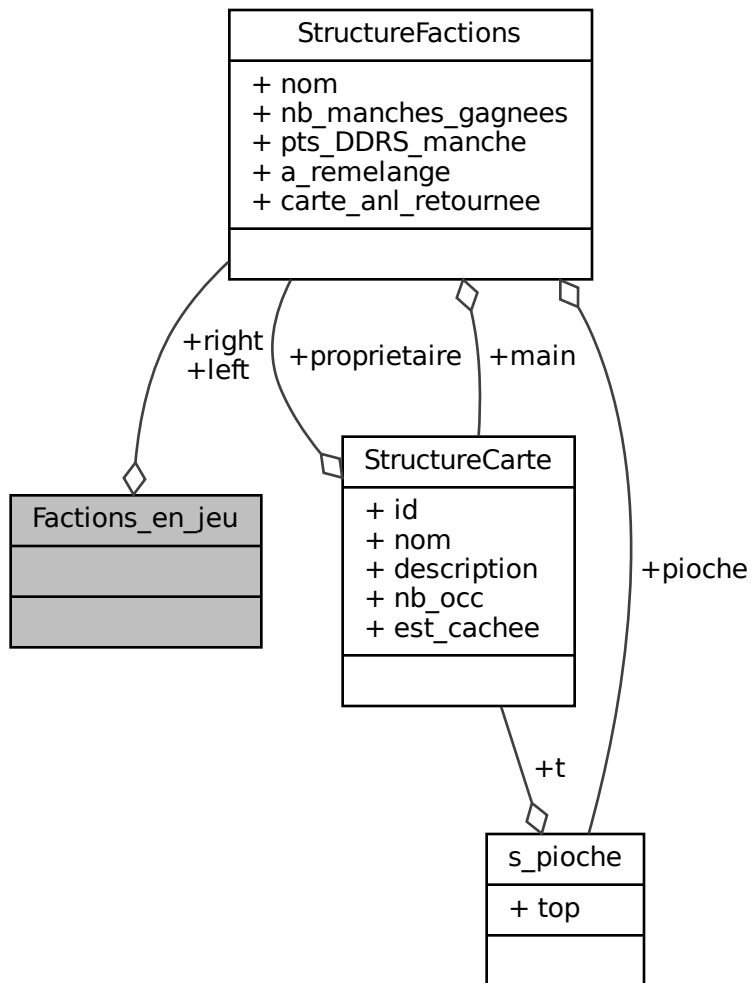 StructureFactions
+ nom
+ nb_manches_gagnees
+ pts_DDRS_manche
+ a_remelange
+ carte_anl_retournee
+right
+left
+proprietaire
+main
Factions_en_jeu
StructureCarte
+ id
+ nom
+ description
+ nb_occ
+ est_cachee
+pioche
+t
s_pioche
+ top